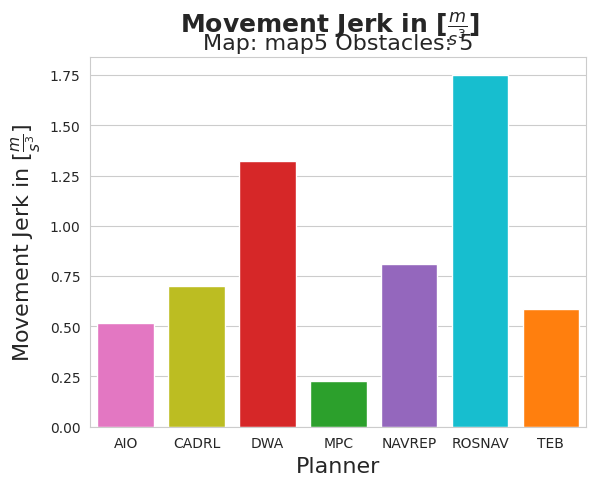 Movement Jerk in [m/s³]
Map: map5 Obstacles: 5
Movement Jerk in [m/s³]
1.75
1.50
1.25
1.00
0.75
0.50
0.25
0.00
AIO CADRL DWA MPC NAVREP ROSNAV TEB
Planner